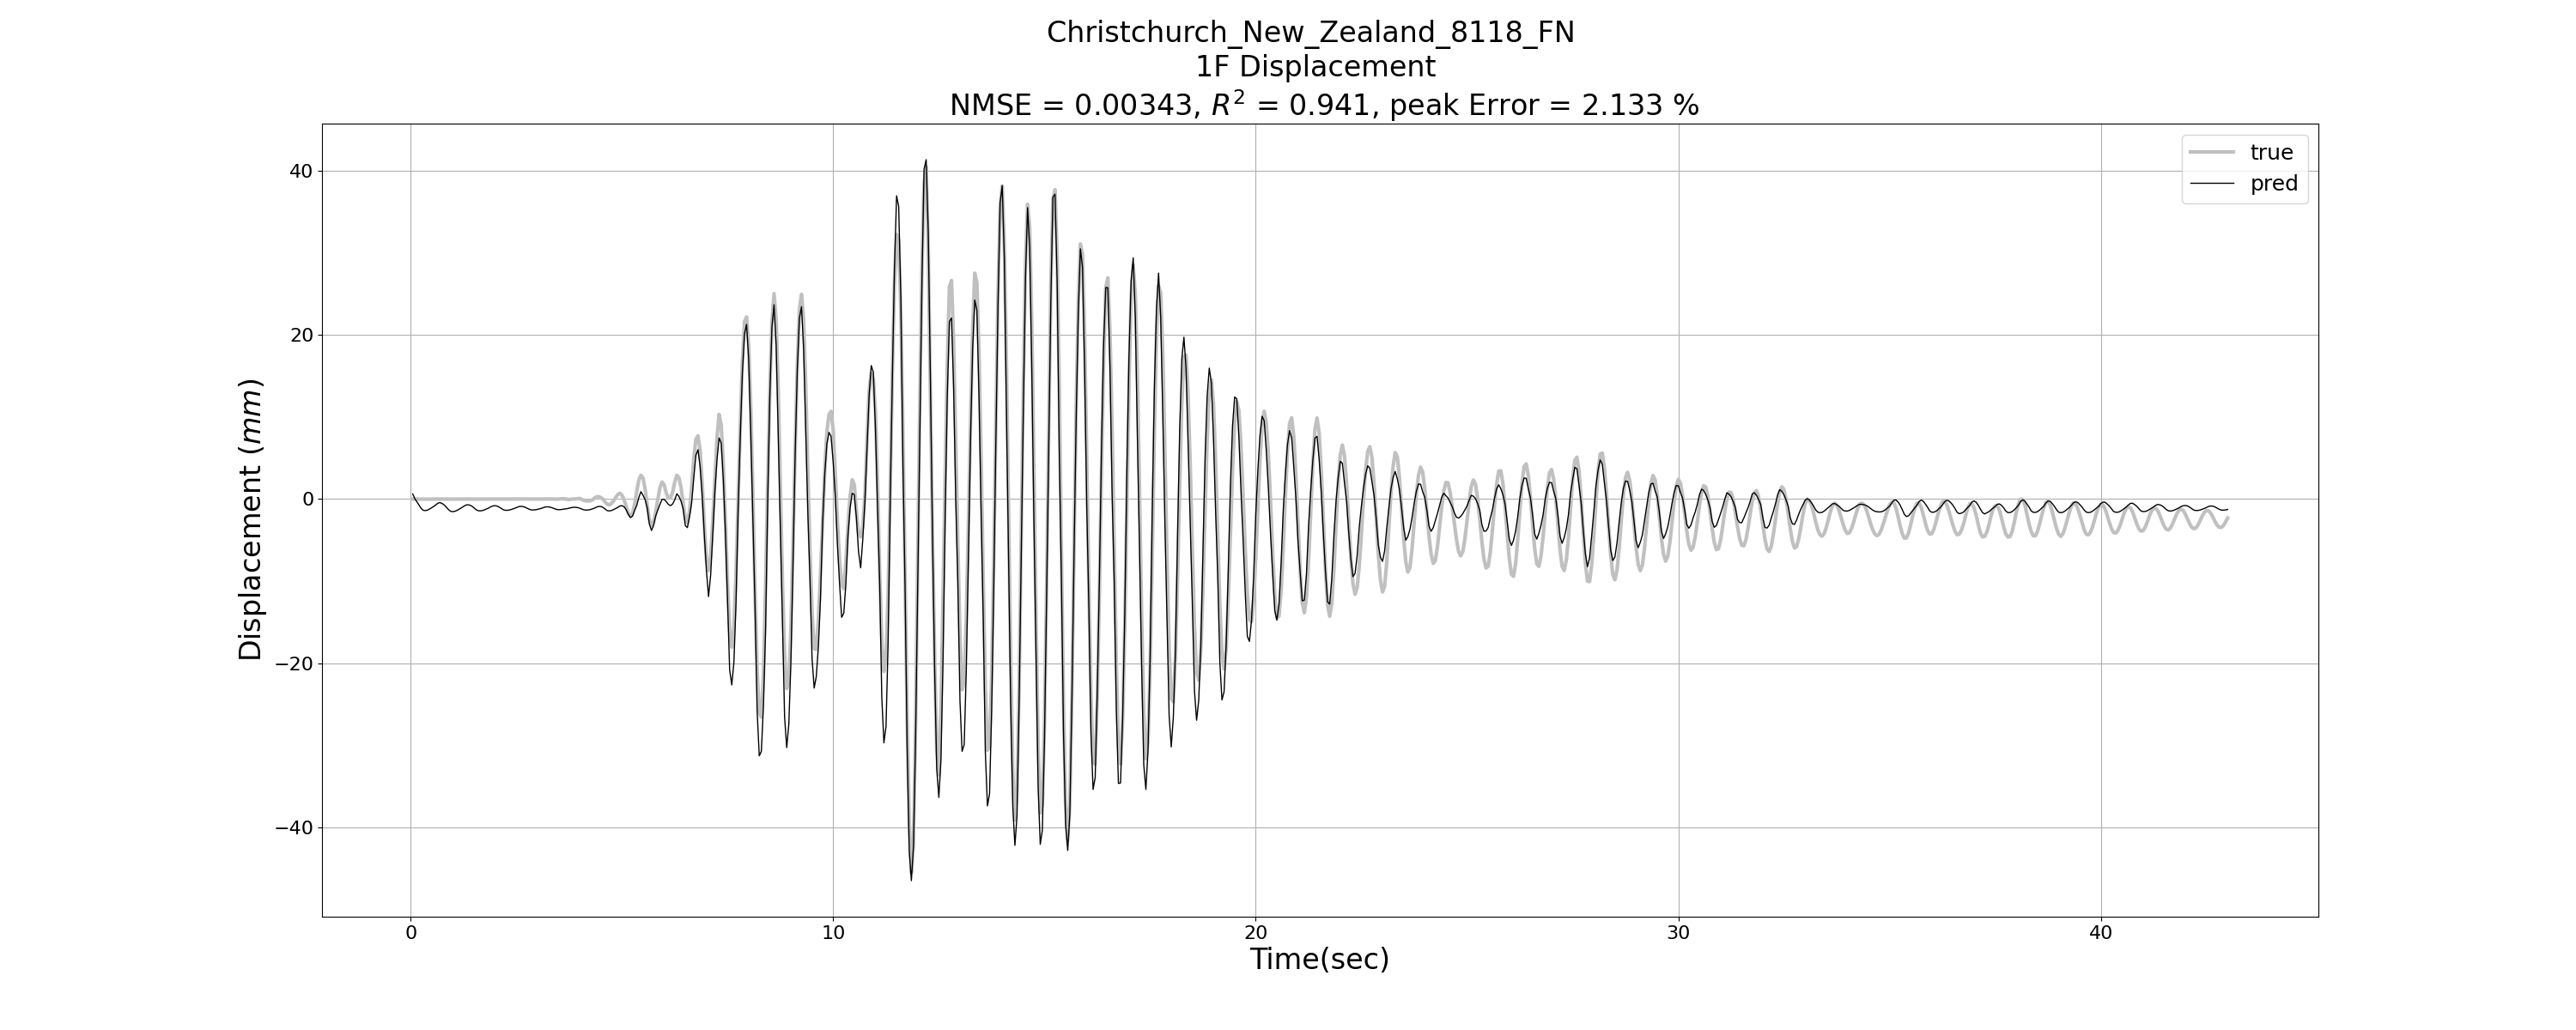 Christchurch_New_Zealand_8118_FN
1F Displacement
NMSE = 0.00343, R² = 0.941, peak Error = 2.133 %
true
pred
40
20
0
−20
−40
Displacement (mm)
0 10 20 30 40
Time(sec)